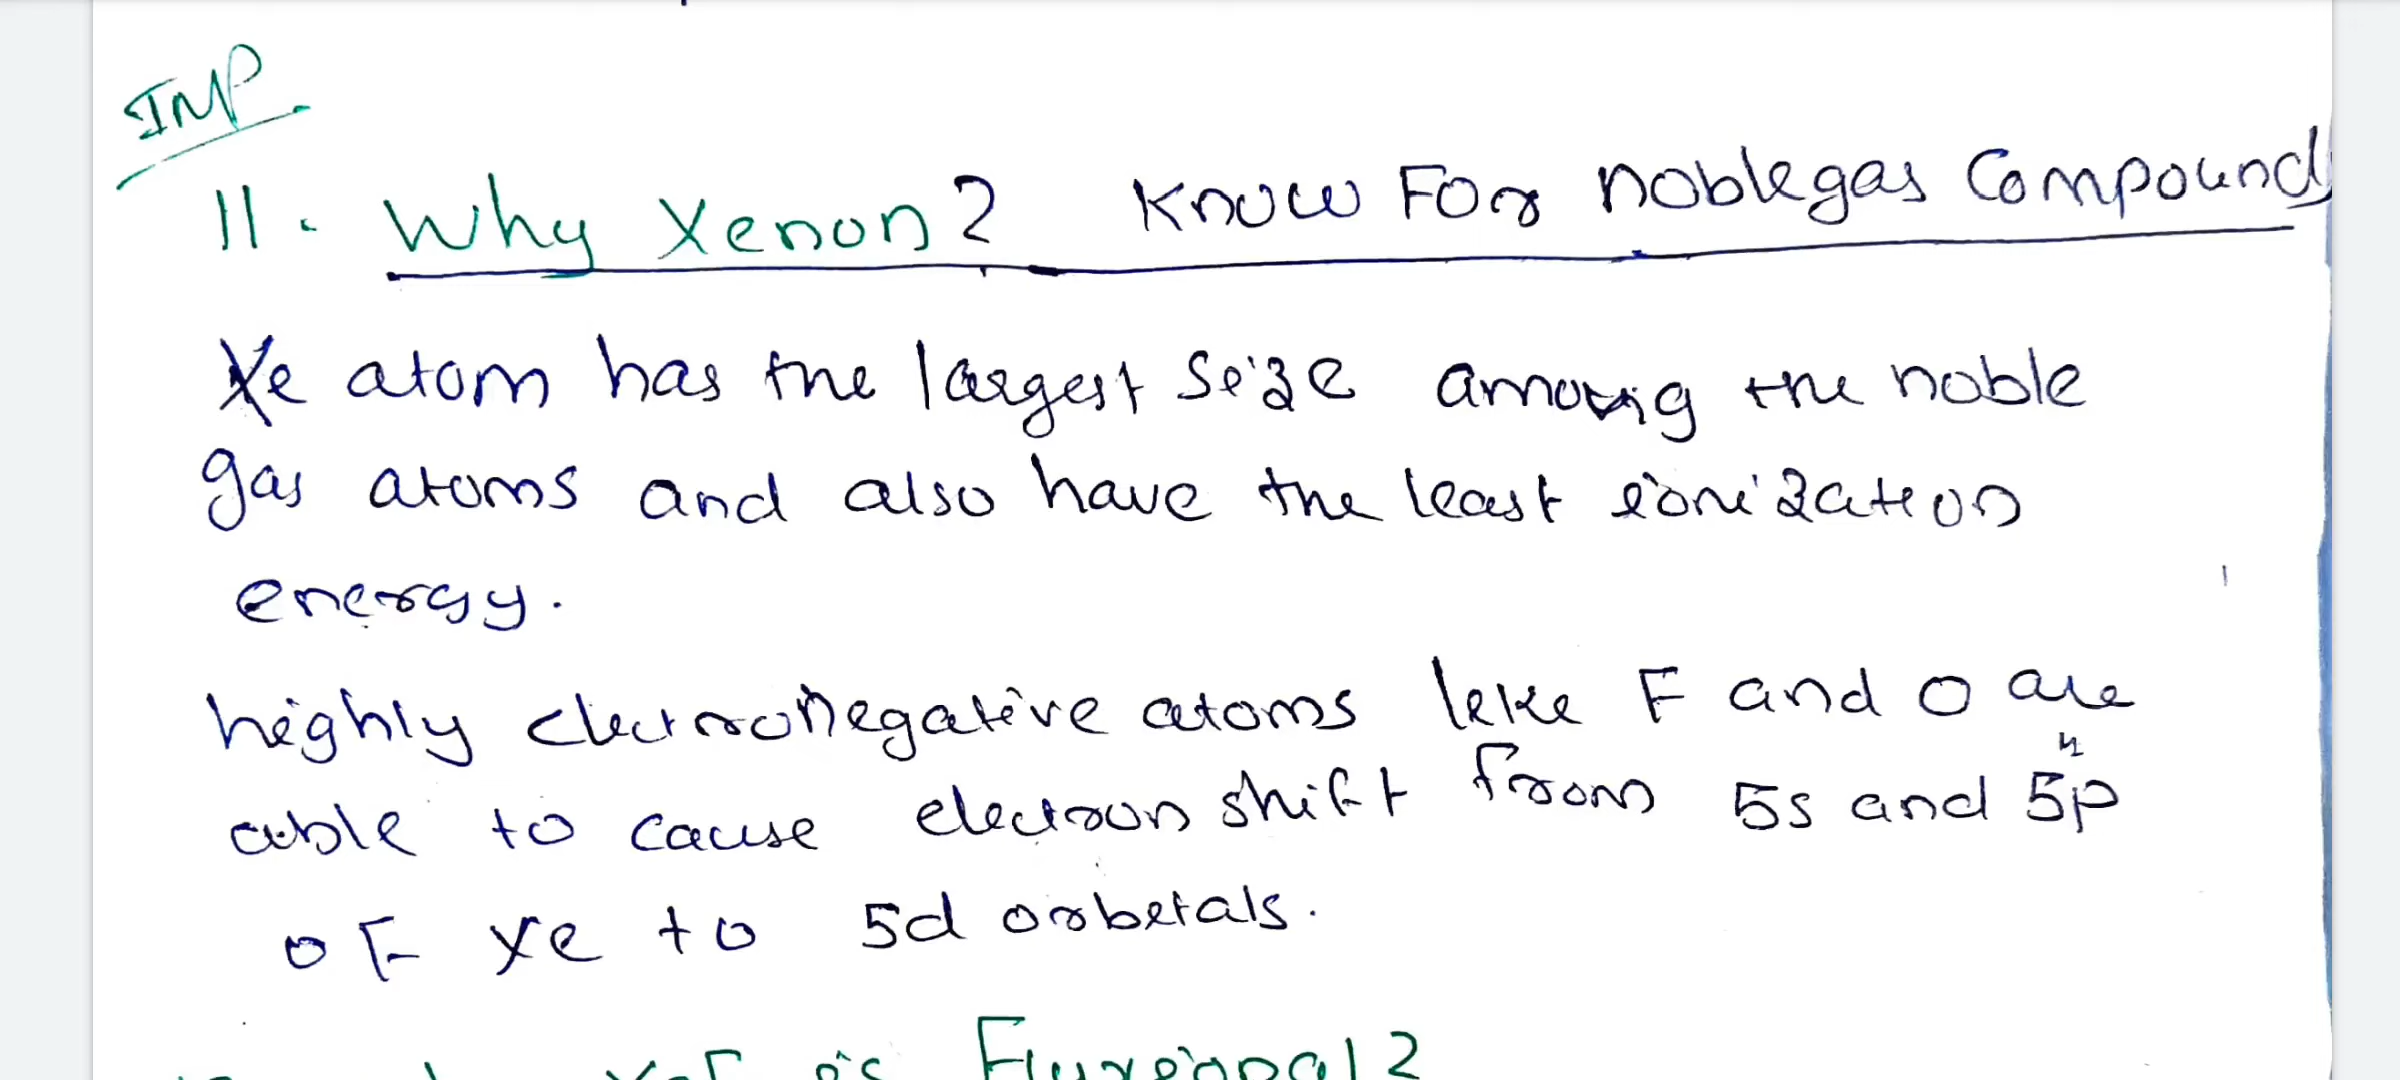 IMP
11. Why Xenon? Know For noblegas Compound
Xe atom has the largest size among the noble
gas atoms and also have the least ionization
energy.
highly electronegative atoms like F and O are
able to cause electron shift from 5s and 5p
of Xe to 5d orbitals.
is Fluxional?